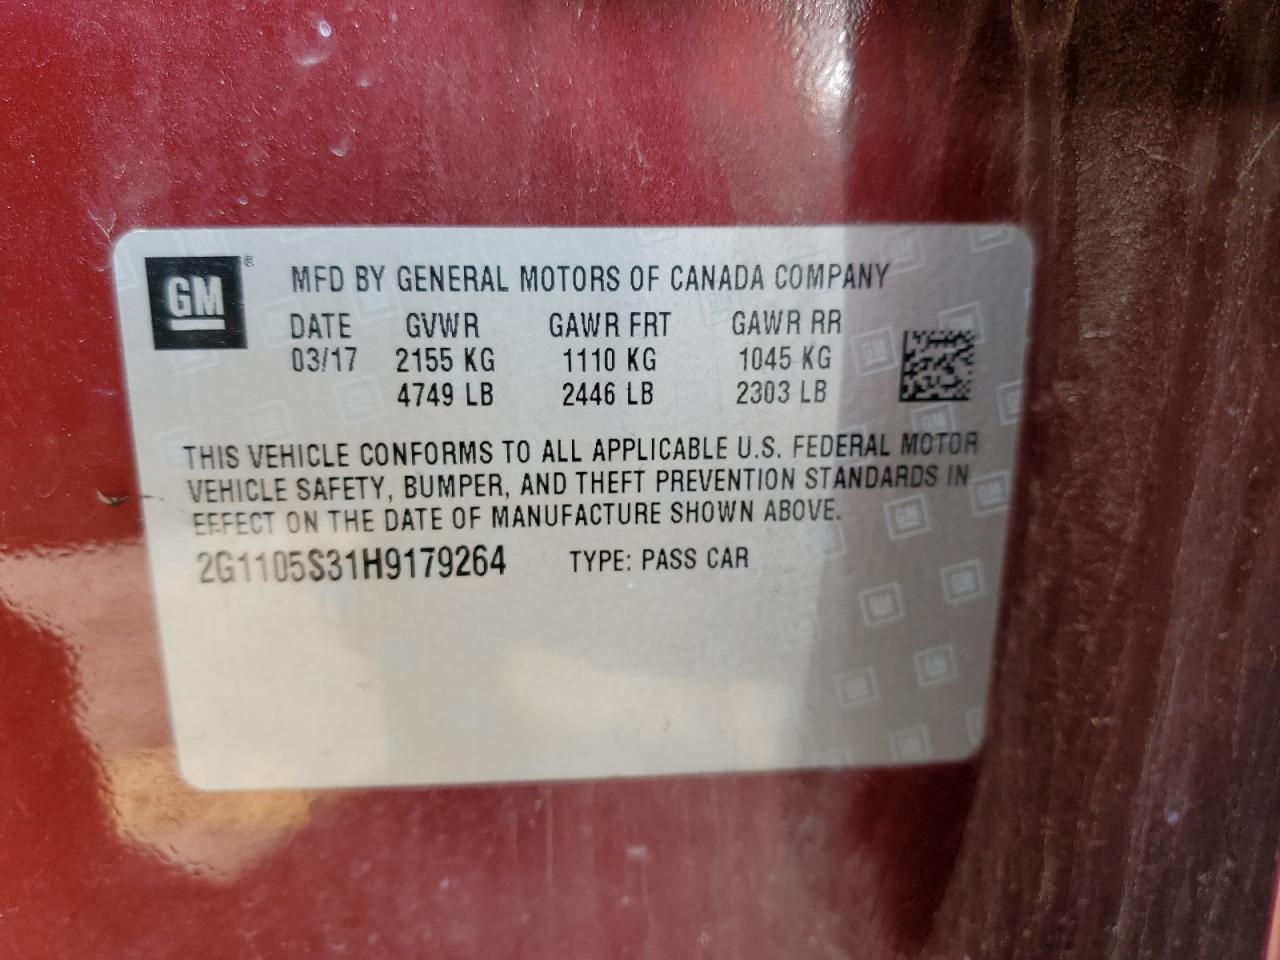 GM ® MFD BY GENERAL MOTORS OF CANADA COMPANY
DATE GVWR GAWR FRT GAWR RR
03/17 2155 KG 1110 KG 1045 KG
4749 LB 2446 LB 2303 LB
THIS VEHICLE CONFORMS TO ALL APPLICABLE U.S. FEDERAL MOTOR
VEHICLE SAFETY, BUMPER, AND THEFT PREVENTION STANDARDS IN
EFFECT ON THE DATE OF MANUFACTURE SHOWN ABOVE.
2G1105S31H9179264 TYPE: PASS CAR